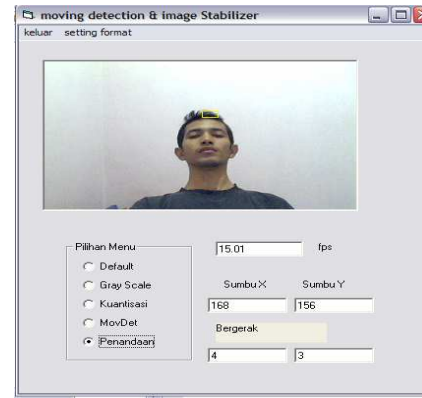 moving detection & image Stabilizer
keluar setting format
Pilihan Menu
Default
Gray Scale
Kuantisasi
MovDet
Penandaan
15.01 fps
Sumbu X Sumbu Y
168 156
Bergerak
4 3